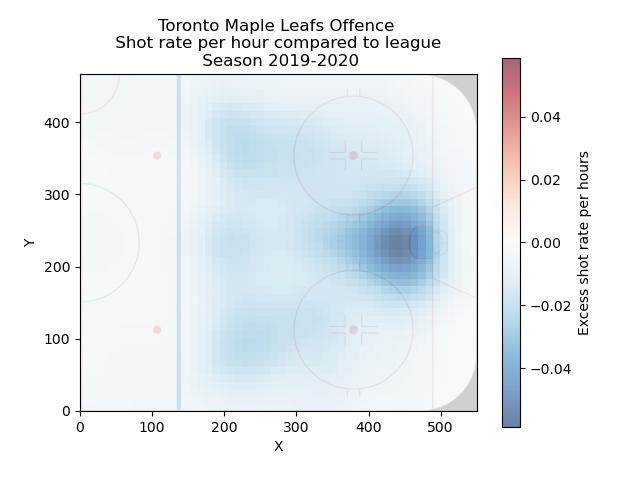 Toronto Maple Leafs Offence
Shot rate per hour compared to league
Season 2019-2020
400
300
200
100
0
Y
0 100 200 300 400 500
X
0.04
0.02
0.00
−0.02
−0.04
Excess shot rate per hours